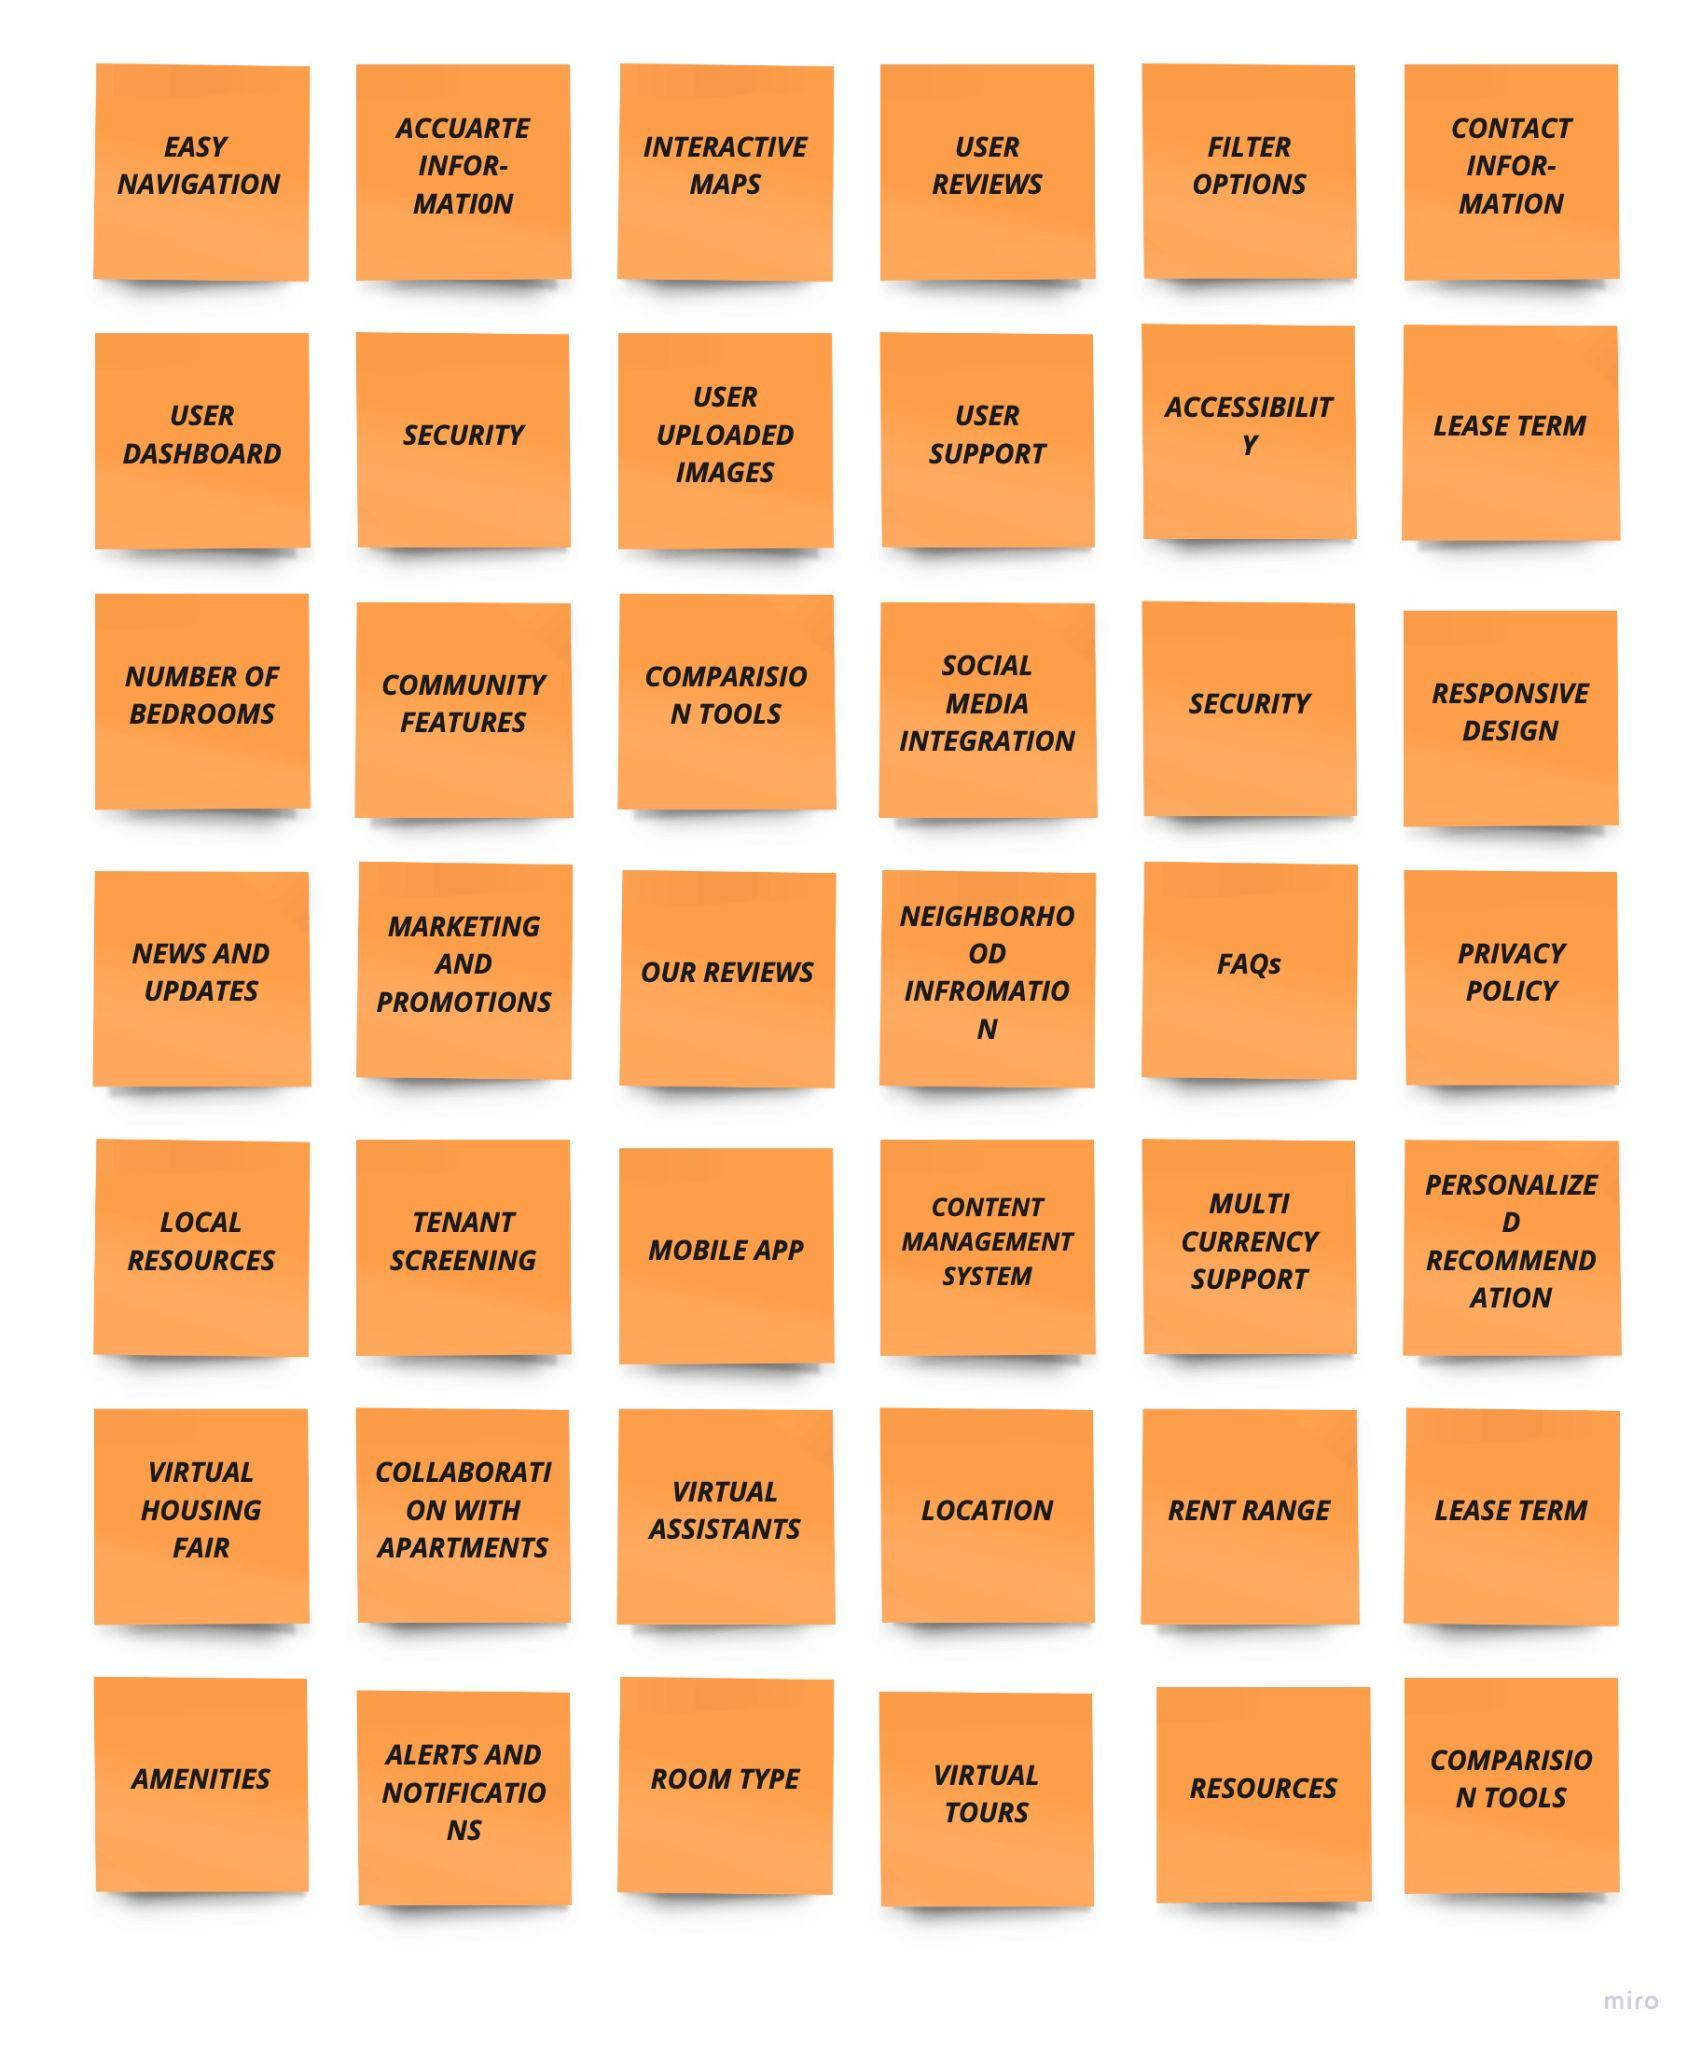 EASY
NAVIGATION
ACCUARTE
INFOR-
MATI0N
INTERACTIVE
MAPS
USER
REVIEWS
FILTER
OPTIONS
CONTACT
INFOR-
MATION
USER
DASHBOARD
SECURITY
USER
UPLOADED
IMAGES
USER
SUPPORT
ACCESSIBILIT
Y
LEASE TERM
NUMBER OF
BEDROOMS
COMMUNITY
FEATURES
COMPARISIO
N TOOLS
SOCIAL
MEDIA
INTEGRATION
SECURITY
RESPONSIVE
DESIGN
NEWS AND
UPDATES
MARKETING
AND
PROMOTIONS
OUR REVIEWS
NEIGHBORHO
OD
INFROMATIO
N
FAQs
PRIVACY
POLICY
LOCAL
RESOURCES
TENANT
SCREENING
MOBILE APP
CONTENT
MANAGEMENT
SYSTEM
MULTI
CURRENCY
SUPPORT
PERSONALIZE
D
RECOMMEND
ATION
VIRTUAL
HOUSING
FAIR
COLLABORATI
ON WITH
APARTMENTS
VIRTUAL
ASSISTANTS
LOCATION
RENT RANGE
LEASE TERM
AMENITIES
ALERTS AND
NOTIFICATIO
NS
ROOM TYPE
VIRTUAL
TOURS
RESOURCES
COMPARISIO
N TOOLS
miro